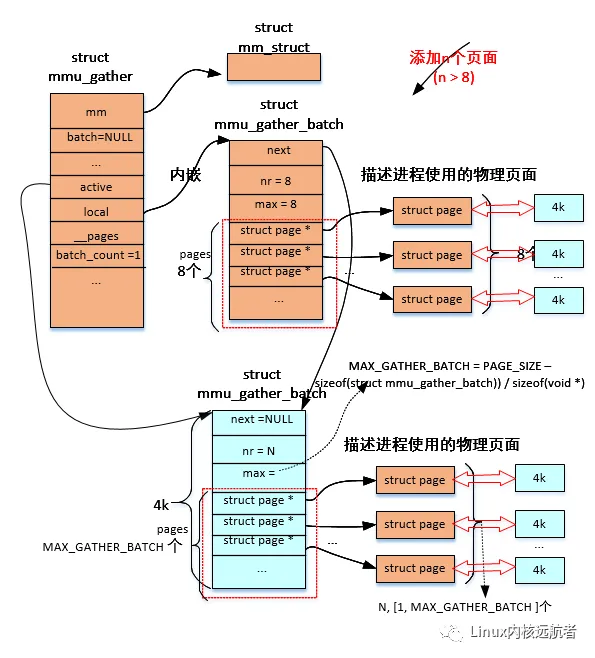 struct
mm_struct
struct
mmu_gather
添加n个页面
(n > 8)
mm
batch=NULL
...
active
local
__pages
batch_count =1
...
内嵌
struct
mmu_gather_batch
next
nr = 8
max = 8
struct page *
struct page *
struct page *
...
pages
8个
...
描述进程使用的物理页面
struct page
struct page
struct page
8个
4k
4k
...
4k
struct
mmu_gather_batch
MAX_GATHER_BATCH = PAGE_SIZE –
sizeof(struct mmu_gather_batch)) / sizeof(void *)
next =NULL
nr = N
max =
struct page *
struct page *
struct page *
...
4k
pages
MAX_GATHER_BATCH 个
...
描述进程使用的物理页面
struct page
struct page
struct page
4k
4k
...
4k
N, [1, MAX_GATHER_BATCH ]个
Linux内核远航者